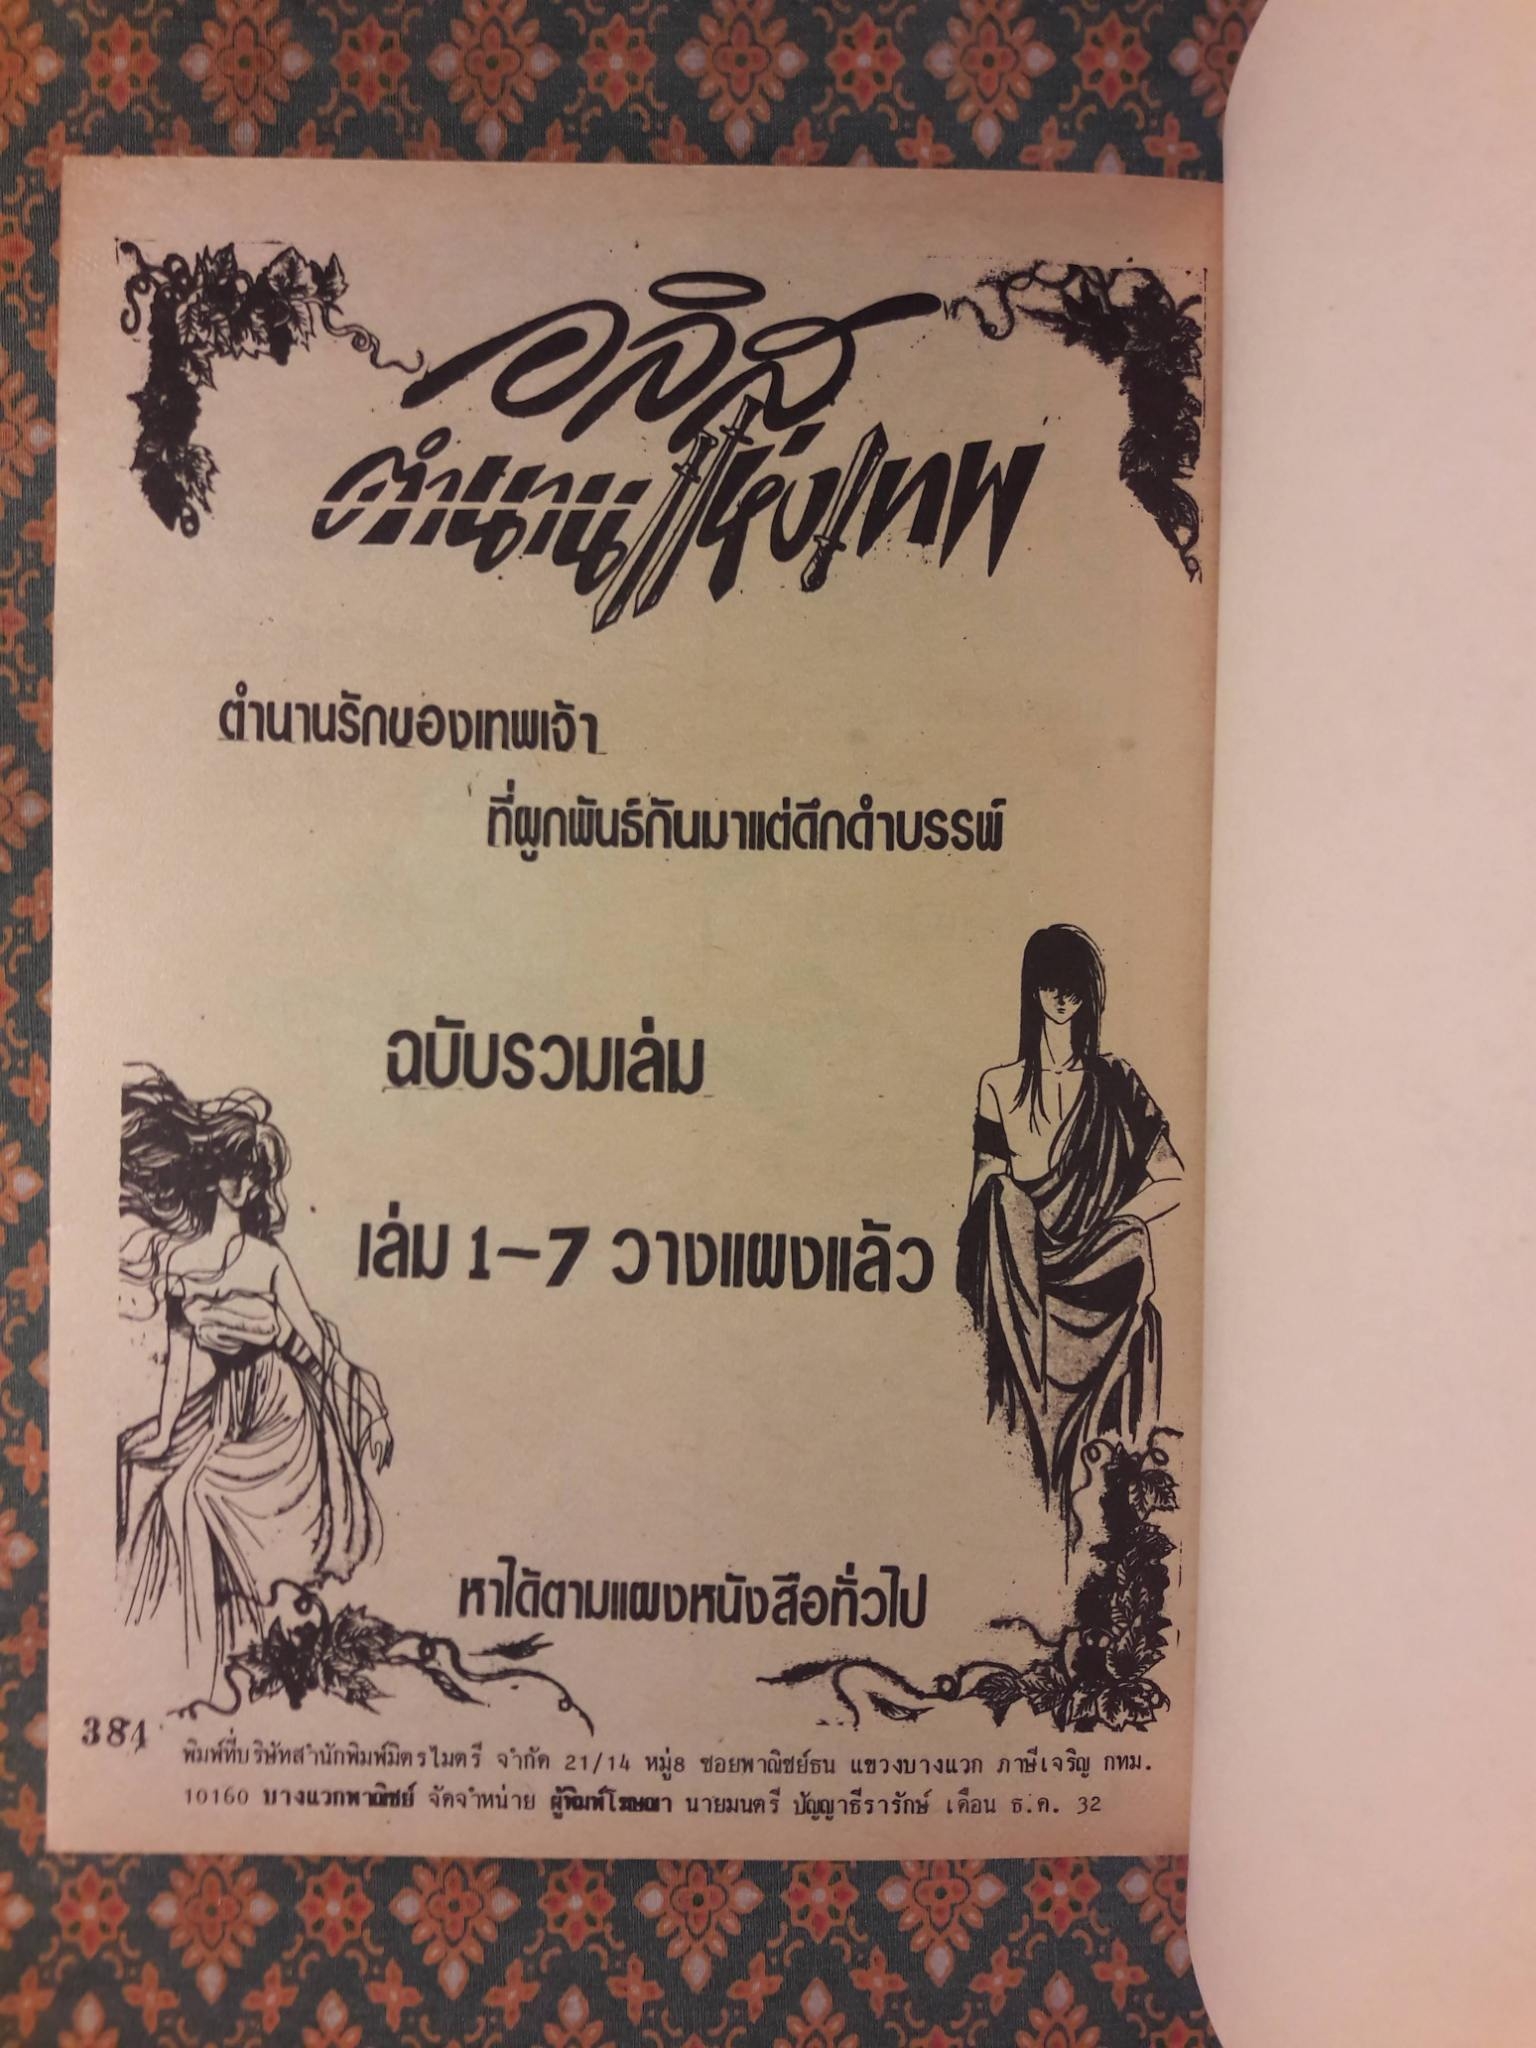 อลิส
ตำนานแห่งเทพ
ตำนานรักของเทพเจ้า
ที่ผูกพันธ์กันมาแต่ดึกดำบรรพ์
ฉบับรวมเล่ม
เล่ม 1-7 วางแผงแล้ว
หาได้ตามแผงหนังสือทั่วไป
384
พิมพ์ที่บริษัทสำนักพิมพ์มิตรไมตรี จำกัด 21/14 หมู่8 ซอยพาณิชย์ธน แขวงบางแวก ภาษีเจริญ กทม.
10160 บางแวกพาณิชย์ จัดจำหน่าย ผู้พิมพ์โฆษณา นายมนตรี ปัญญาธีรารักษ์ เดือน ธ.ค. 32